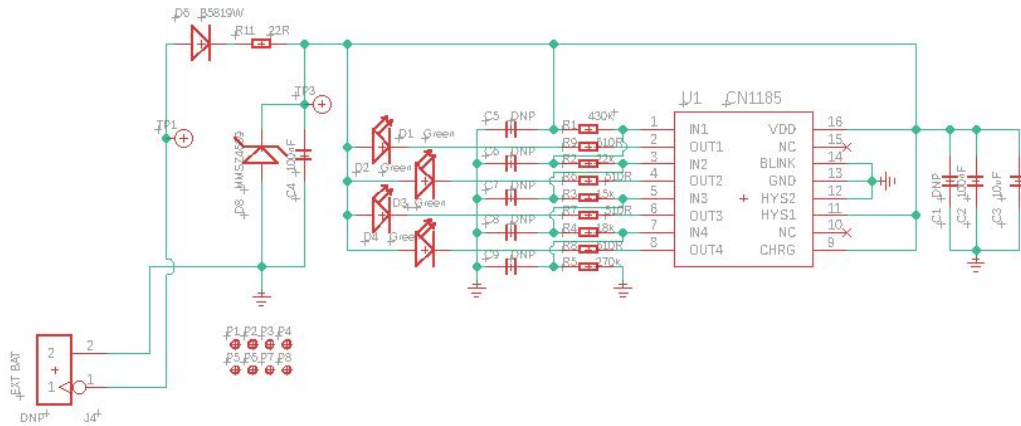 D5 B5819W
R11 22R
TP3
TP1
MMSZ4689
D8
100nF
C4
D1 Green
D2 Green
D3 Green
D4 Green
C5 DNP
C6 DNP
C7 DNP
C8 DNP
C9 DNP
R1 430k
R9 510R
R2 22k
R6 510R
R3 15k
R7 510R
R4 18k
R8 510R
R5 270k
U1 CN1185
1 IN1 VDD 16
2 OUT1 NC 15
3 IN2 BLINK 14
4 OUT2 GND 13
5 IN3 HYS2 12
6 OUT3 HYS1 11
7 IN4 NC 10
8 OUT4 CHRG 9
C1 DNP
C2 100nF
C3 10uF
P1 P2 P3 P4
P5 P6 P7 P8
EXT BAT
2 2
1 1
DNP J4